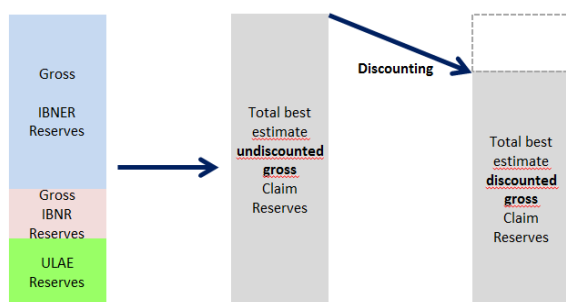 Gross
IBNER
Reserves
Gross
IBNR
Reserves
ULAE
Reserves
Total best
estimate
undiscounted
gross
Claim
Reserves
Discounting
Total best
estimate
discounted
gross
Claim
Reserves